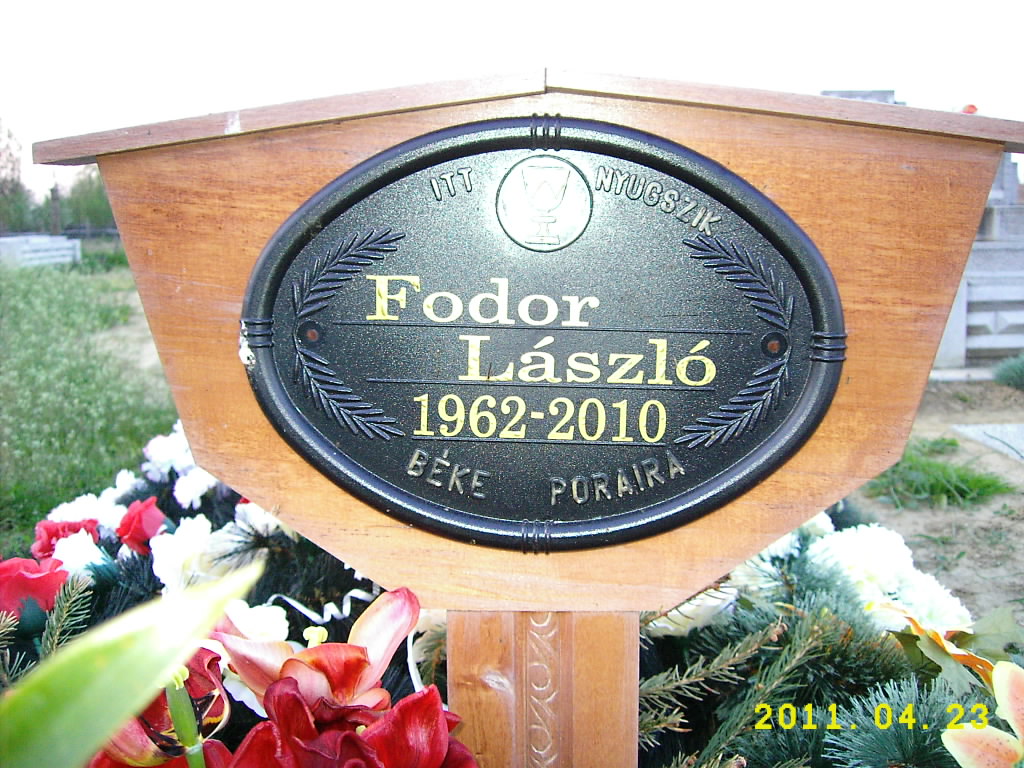 ITT NYUGSZIK
Fodor
László
1962-2010
BÉKE PORAIRA
2011. 04. 23